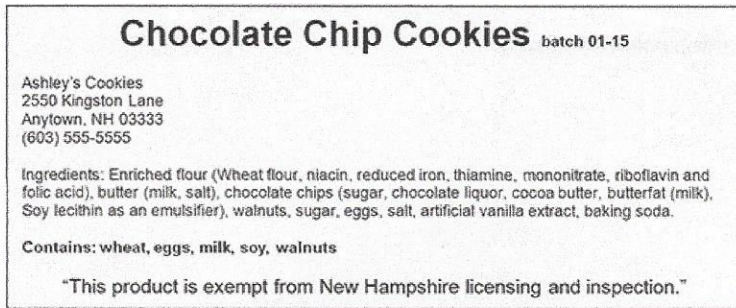 Chocolate Chip Cookies batch 01-15
Ashley's Cookies
2550 Kingston Lane
Anytown, NH 03333
(603) 555-5555
Ingredients: Enriched flour (Wheat flour, niacin, reduced iron, thiamine, mononitrate, riboflavin and
folic acid), butter (milk, salt), chocolate chips (sugar, chocolate liquor, cocoa butter, butterfat (milk),
Soy lecithin as an emulsifier), walnuts, sugar, eggs, salt, artificial vanilla extract, baking soda.
Contains: wheat, eggs, milk, soy, walnuts
“This product is exempt from New Hampshire licensing and inspection.”